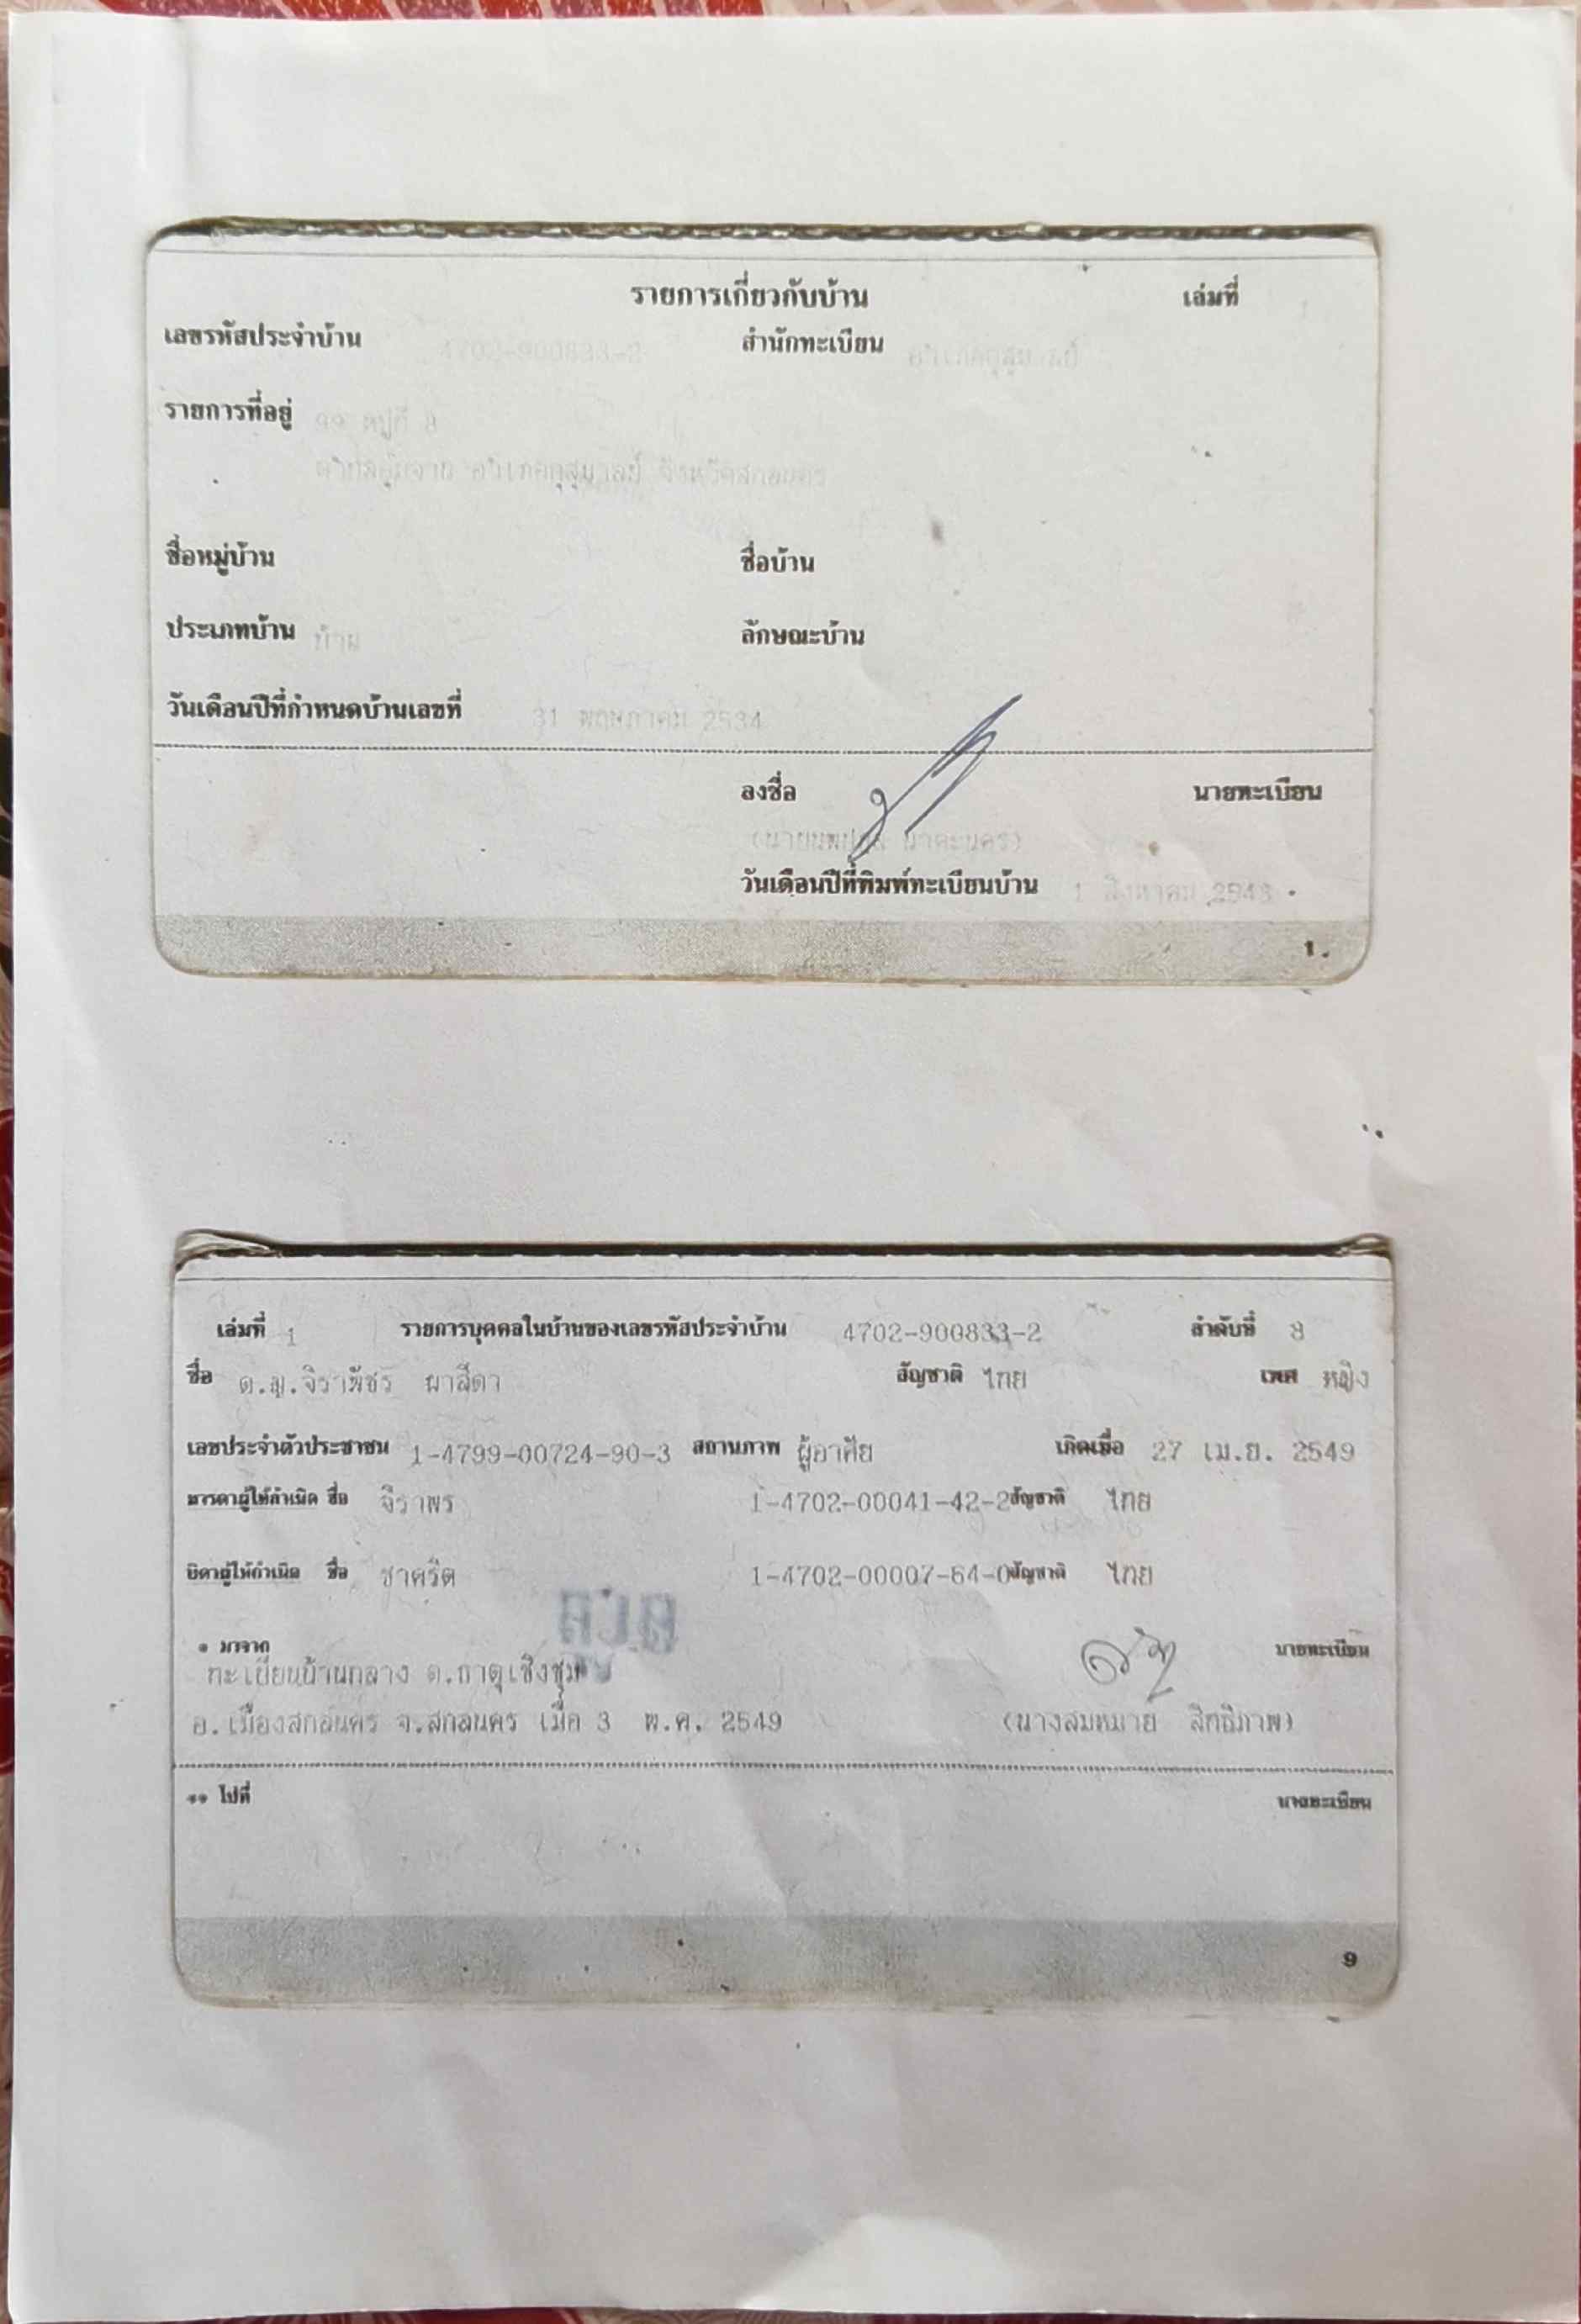 รายการเกี่ยวกับบ้าน เล่มที่ 1
เลขรหัสประจำบ้าน 4702-900833-2 สำนักทะเบียน อำเภอกุสุมาลย์
รายการที่อยู่ 99 หมู่ที่ 8
อำเภอกุสุมาลย์ จังหวัดสกลนคร
ชื่อหมู่บ้าน ชื่อบ้าน
ประเภทบ้าน บ้าน ลักษณะบ้าน
วันเดือนปีที่กำหนดบ้านเลขที่ 31 พฤษภาคม 2534
ลงชื่อ นายทะเบียน
วันเดือนปีที่พิมพ์ทะเบียนบ้าน 1 สิงหาคม 2543
1
เล่มที่ 1 รายการบุคคลในบ้านของเลขรหัสประจำบ้าน 4702-900833-2 ลำดับที่ 8
ชื่อ ด.ญ.จิราพัชร ผาสีดา สัญชาติ ไทย เพศ หญิง
เลขประจำตัวประชาชน 1-4799-00724-90-3 สถานภาพ ผู้อาศัย เกิดเมื่อ 27 เม.ย. 2549
มารดาผู้ให้กำเนิด ชื่อ จิราพร 1-4702-00041-42-2 สัญชาติ ไทย
บิดาผู้ให้กำเนิด ชื่อ ชาคริต 1-4702-00007-64-0 สัญชาติ ไทย
* มาจาก นายทะเบียน
ทะเบียนบ้านกลาง ต.ธาตุเชิงชุม
อ.เมืองสกลนคร จ.สกลนคร เมื่อ 3 พ.ค. 2549 (นางสมหมาย สิทธิภาพ)
** ไปที่ นายทะเบียน
9